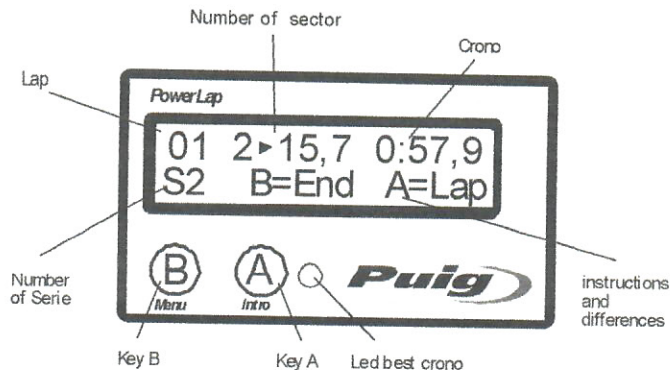 Number of sector
Crono
Lap
PowerLap
01 2▸15,7 0:57,9
S2 B=End A=Lap
Number
of Serie
B
A
Puig
Menu
Intro
instructions
and
differences
Key B
Key A
Led best crono